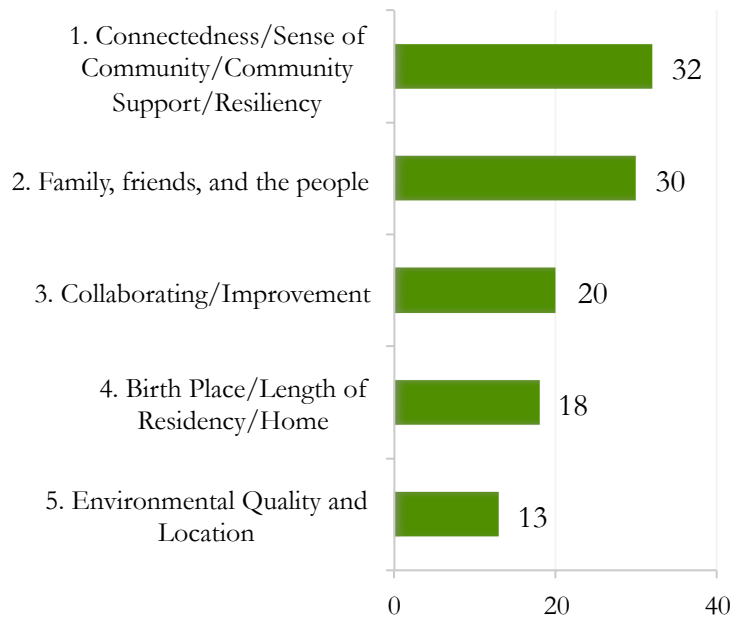 1. Connectedness/Sense of
Community/Community
Support/Resiliency
32
2. Family, friends, and the people
30
3. Collaborating/Improvement
20
4. Birth Place/Length of
Residency/Home
18
5. Environmental Quality and
Location
13
0 20 40